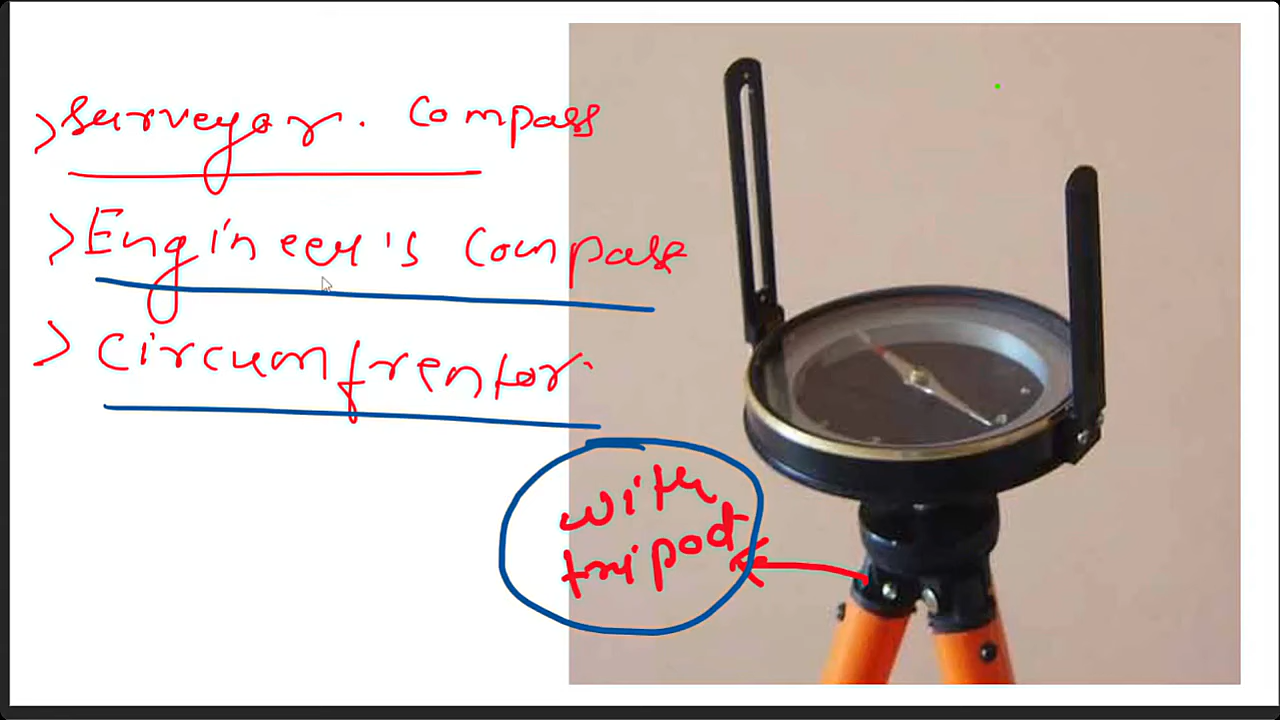 > Surveyor. Compass
> Engineer's Compass
> Circumfrentor.
with
tripod